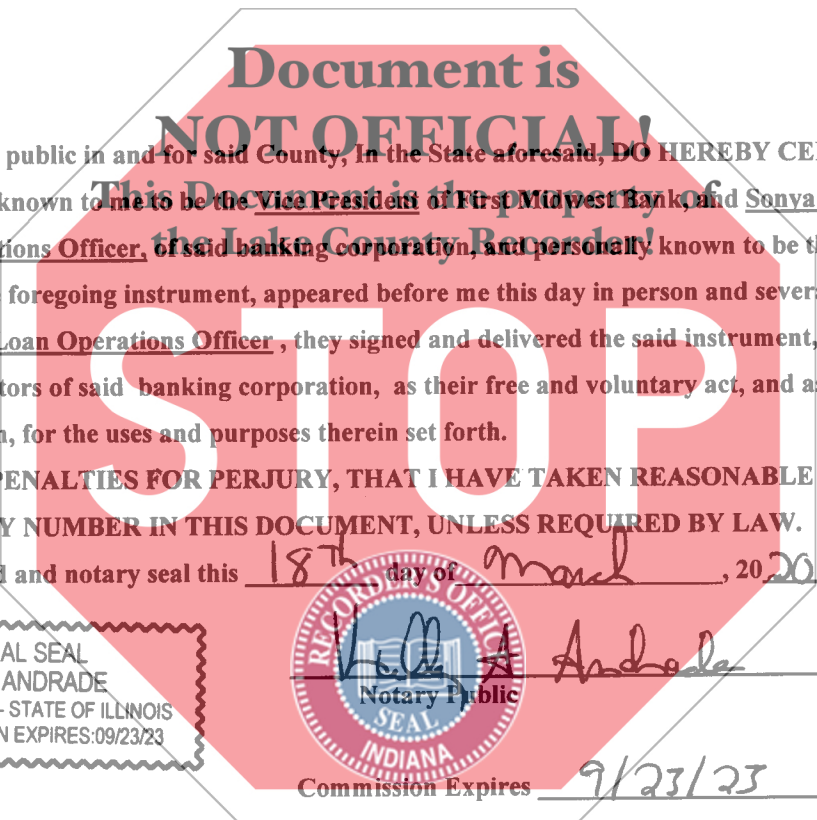 Document is
NOT OFFICIAL!
public in and for said County, In the State aforesaid, DO HEREBY CE
This Document is the property of
known to me to be the Vice President of First Midwest Bank, and Sonya
the Lake County Recorder!
tions Officer, of said banking corporation, and personally known to be th
foregoing instrument, appeared before me this day in person and sever
Loan Operations Officer , they signed and delivered the said instrument,
tors of said banking corporation, as their free and voluntary act, and as
n, for the uses and purposes therein set forth.
STOP
PENALTIES FOR PERJURY, THAT I HAVE TAKEN REASONABLE
Y NUMBER IN THIS DOCUMENT, UNLESS REQUIRED BY LAW.
d and notary seal this 18th day of March , 20 20
RECORDER'S OFFICE
AL SEAL
ANDRADE
- STATE OF ILLINOIS
N EXPIRES:09/23/23
A Andrade
Notary Public
SEAL
INDIANA
Commission Expires 9/23/23